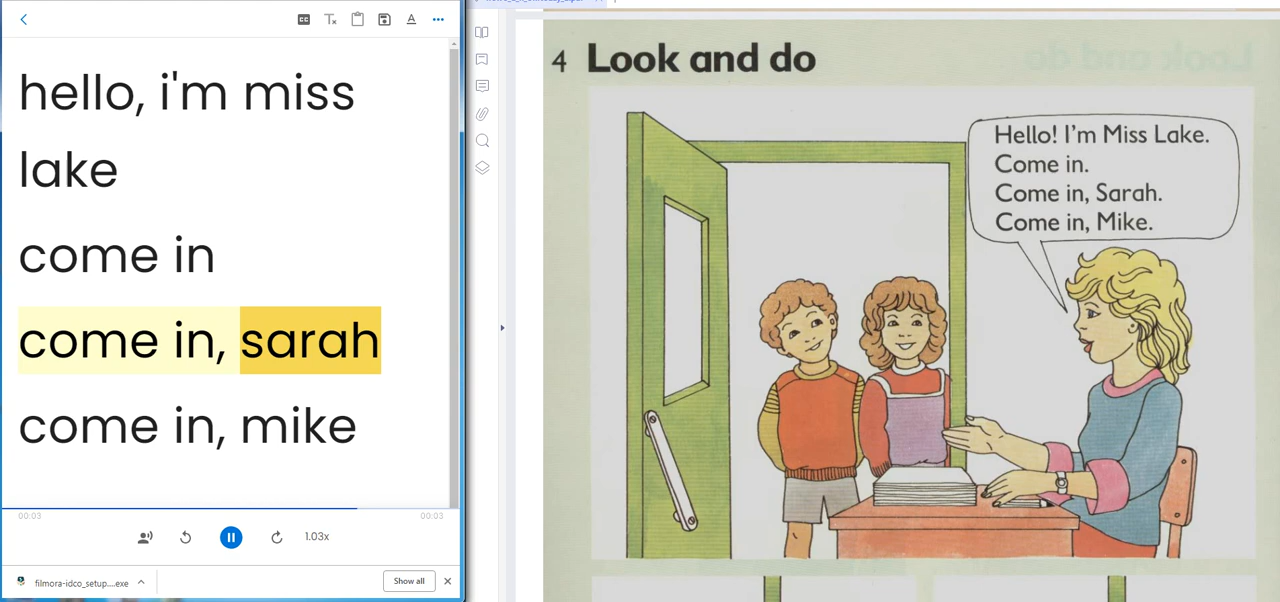 hello, i'm miss
lake
come in
come in, sarah
come in, mike
00:03
00:03
1.03x
filmora-idco_setup....exe
Show all
4 Look and do
Hello! I'm Miss Lake.
Come in.
Come in, Sarah.
Come in, Mike.